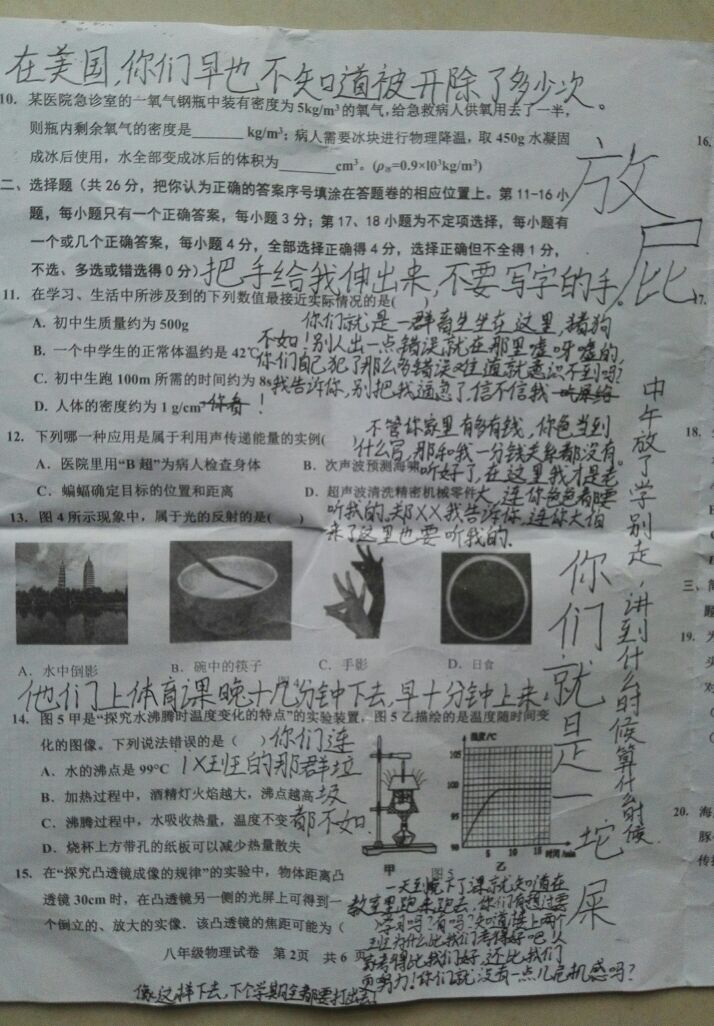 在美国,你们早也不知道被开除了多少次。
10. 某医院急诊室的一氧气钢瓶中装有密度为5kg/m³的氧气,给急救病人供氧用去了一半,
则瓶内剩余氧气的密度是______ kg/m³;病人需要冰块进行物理降温,取450g水凝固
成冰后使用,水全部变成冰后的体积为______cm³。(ρ冰=0.9×10³kg/m³)
二、选择题(共26分,把你认为正确的答案序号填涂在答题卷的相应位置上。第11-16小
题,每小题只有一个正确答案,每小题3分;第17、18小题为不定项选择,每小题有
一个或几个正确答案,每小题4分,全部选择正确得4分,选择正确但不全得1分,
不选、多选或错选得0分)
把手给我伸出来,不要写字的手。
放屁
11. 在学习、生活中所涉及到的下列数值最接近实际情况的是( )
A. 初中生质量约为500g
B. 一个中学生的正常体温约是42℃
C. 初中生跑100m所需的时间约为8s
D. 人体的密度约为1g/cm³
你们就是一群畜生坐在这里,猪狗
不如!别人出一点错误就在那里嘘呀嘘的,
你们自己犯了那么多错误难道就意识不到吗?
我告诉你,别把我逼急了,信不信我
你看!
12. 下列哪一种应用是属于利用声传递能量的实例(
A. 医院里用“B超”为病人检查身体
B. 次声波预测海啸
C. 蝙蝠确定目标的位置和距离
D. 超声波清洗精密机械零件
不管你家里有多有钱,你爸当到
什么官,那和我一分钱关系都没有。
听好了,在这里我才是老
大,连你爸爸都要
听我的。郑XX我告诉你,连你大伯
来了这里也要听我的.
13. 图4所示现象中,属于光的反射的是( )
A. 水中倒影
B. 碗中的筷子
C. 手影
D. 日食
中午放了学别走,讲到什么时候算什么时候
你们就是一坨屎
他们上体育课晚十几分钟下去,早十分钟上来,
14. 图5甲是“探究水沸腾时温度变化的特点”的实验装置,图5乙描绘的是温度随时间变
化的图像。下列说法错误的是( )
A. 水的沸点是99℃
B. 加热过程中,酒精灯火焰越大,沸点越高
C. 沸腾过程中,水吸收热量,温度不变
D. 烧杯上方带孔的纸板可以减少热量散失
你们连
1X班的那群垃
圾
都不如.
温度/℃
105
100
95
90
0 5 10 15 时间/min
甲
图5
乙
15. 在“探究凸透镜成像的规律”的实验中,物体距离凸
透镜30cm时,在凸透镜另一侧的光屏上可得到一
个倒立的、放大的实像. 该凸透镜的焦距可能为(
一天到晚下了课就知道在
教室里跑来跑去,你们有想过要
学习吗?有吗?知道楼上两个
班为什么比我们考得好吧!人
家考得比我们好,还比我们
更努力!你们就没有一点儿危机感吗?
八年级物理试卷 第2页 共6页
像这样下去,下个学期全都要打出去!
16.
17.
18.
19.
20. 海